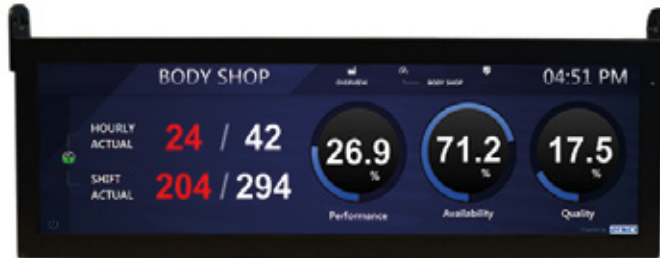 BODY SHOP
OVERVIEW
BODY SHOP
04:51 PM
HOURLY ACTUAL
24 / 42
SHIFT ACTUAL
204 / 294
26.9 %
Performance
71.2 %
Availability
17.5 %
Quality